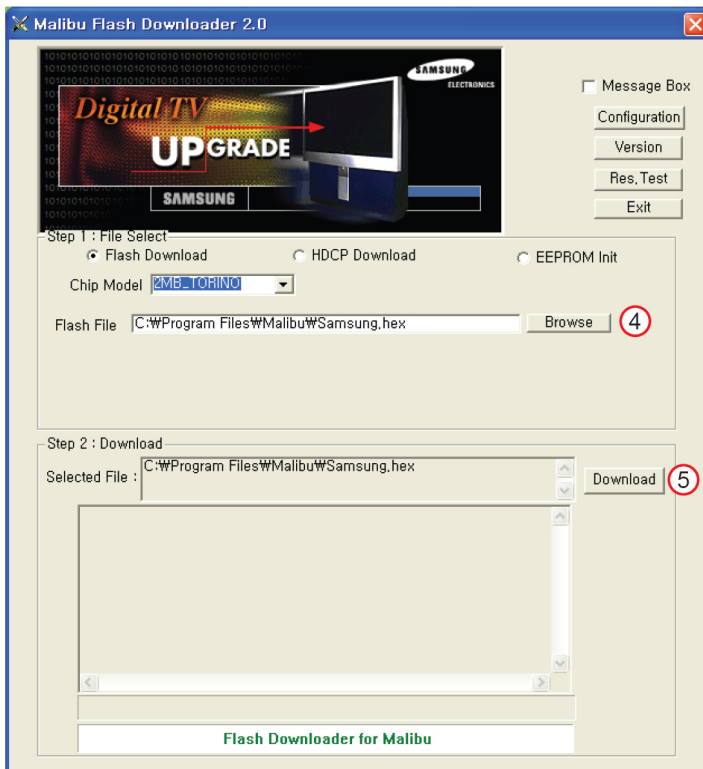 Malibu Flash Downloader 2.0
SAMSUNG
ELECTRONICS
Digital TV
UPGRADE
SAMSUNG
Message Box
Configuration
Version
Res, Test
Exit
Step 1 : File Select
Flash Download
HDCP Download
EEPROM Init
Chip Model 2MB_TORINO
Flash File C:₩Program Files₩Malibu₩Samsung,hex Browse 4
Step 2 : Download
Selected File : C:₩Program Files₩Malibu₩Samsung,hex Download 5
Flash Downloader for Malibu